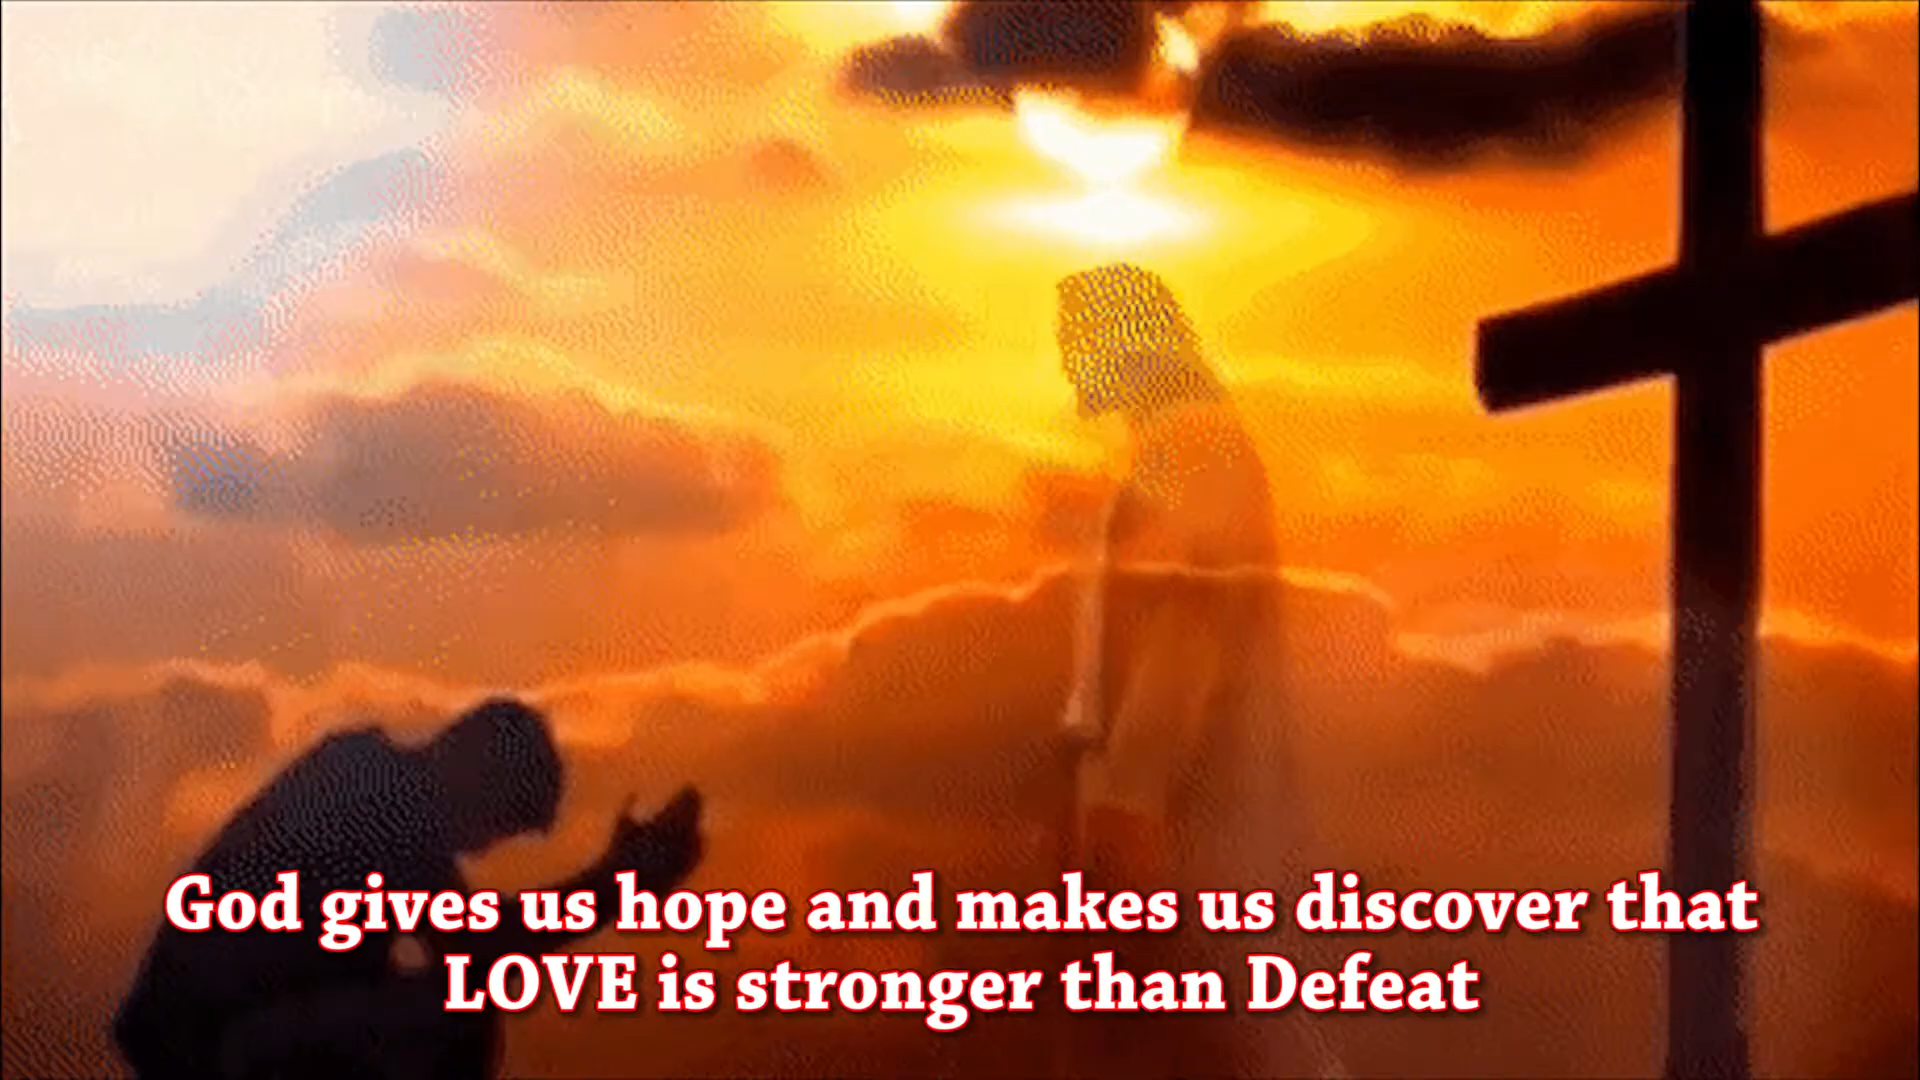 God gives us hope and makes us discover that
LOVE is stronger than Defeat